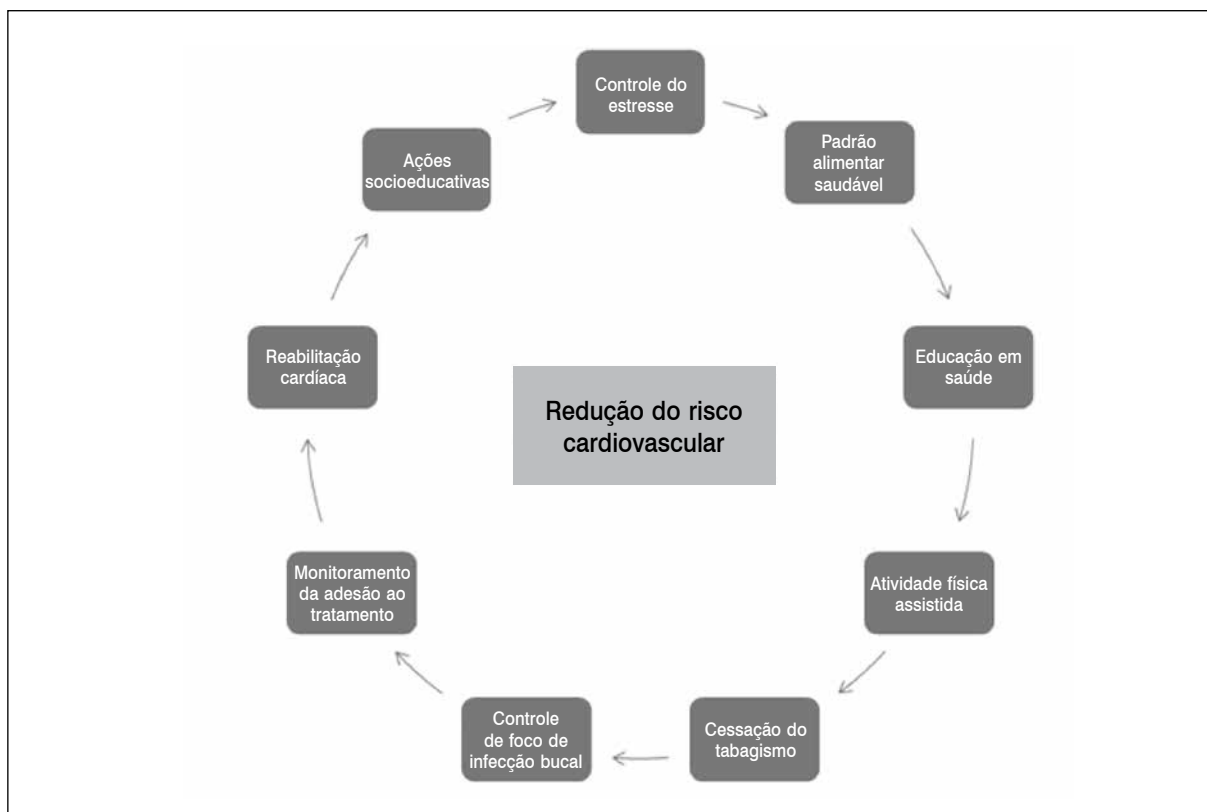 Controle do
estresse
Padrão
alimentar
saudável
Educação em
saúde
Atividade física
assistida
Cessação do
tabagismo
Controle
de foco de
infecção bucal
Monitoramento
da adesão ao
tratamento
Reabilitação
cardíaca
Ações
socioeducativas
Redução do risco
cardiovascular